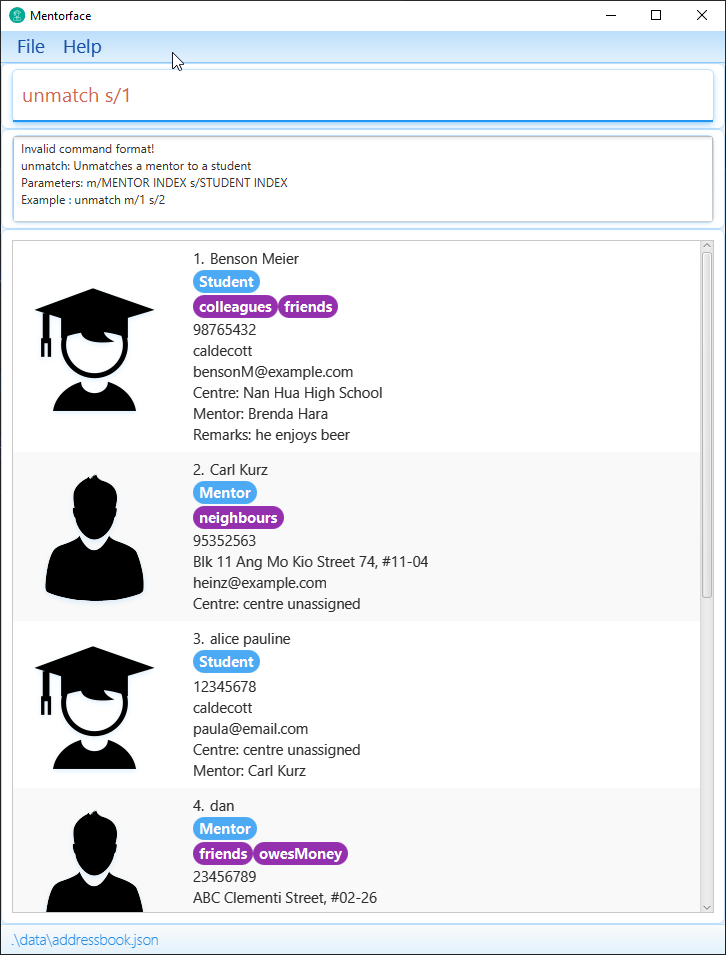 Mentorface
File Help
unmatch s/1
Invalid command format!
unmatch: Unmatches a mentor to a student
Parameters: m/MENTOR INDEX s/STUDENT INDEX
Example : unmatch m/1 s/2
1. Benson Meier
Student
colleagues friends
98765432
caldecott
bensonM@example.com
Centre: Nan Hua High School
Mentor: Brenda Hara
Remarks: he enjoys beer
2. Carl Kurz
Mentor
neighbours
95352563
Blk 11 Ang Mo Kio Street 74, #11-04
heinz@example.com
Centre: centre unassigned
3. alice pauline
Student
12345678
caldecott
paula@email.com
Centre: centre unassigned
Mentor: Carl Kurz
4. dan
Mentor
friends owesMoney
23456789
ABC Clementi Street, #02-26
.\data\addressbook.json